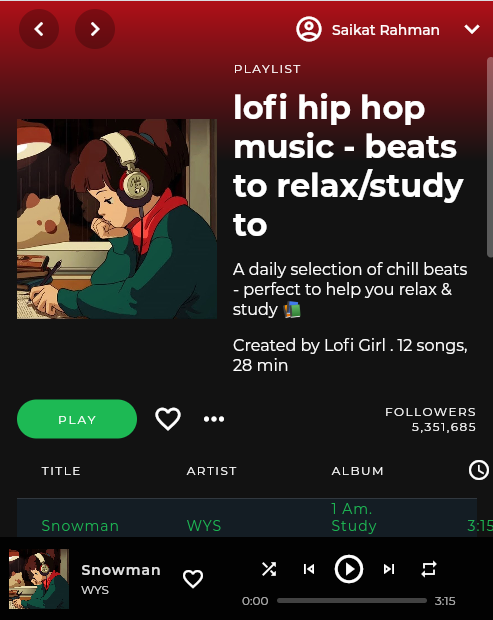 Saikat Rahman
PLAYLIST
lofi hip hop
music - beats
to relax/study
to
A daily selection of chill beats
- perfect to help you relax &
study 📚
Created by Lofi Girl . 12 songs,
28 min
PLAY
FOLLOWERS
5,351,685
TITLE ARTIST ALBUM
1 Am.
Snowman WYS Study 3:15
Snowman
WYS
0:00 3:15